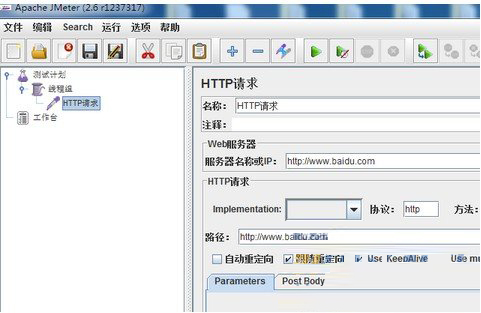 Apache JMeter (2.6 r1237317)
文件 编辑 Search 运行 选项 帮助
测试计划
线程组
HTTP请求
工作台
HTTP请求
名称： HTTP请求
注释：
Web服务器
服务器名称或IP： http://www.baidu.com
HTTP请求
Implementation: 协议： http 方法：
路径： http://www.baidu.com
自动重定向 跟随重定向 Use KeepAlive Use mu
Parameters Post Body